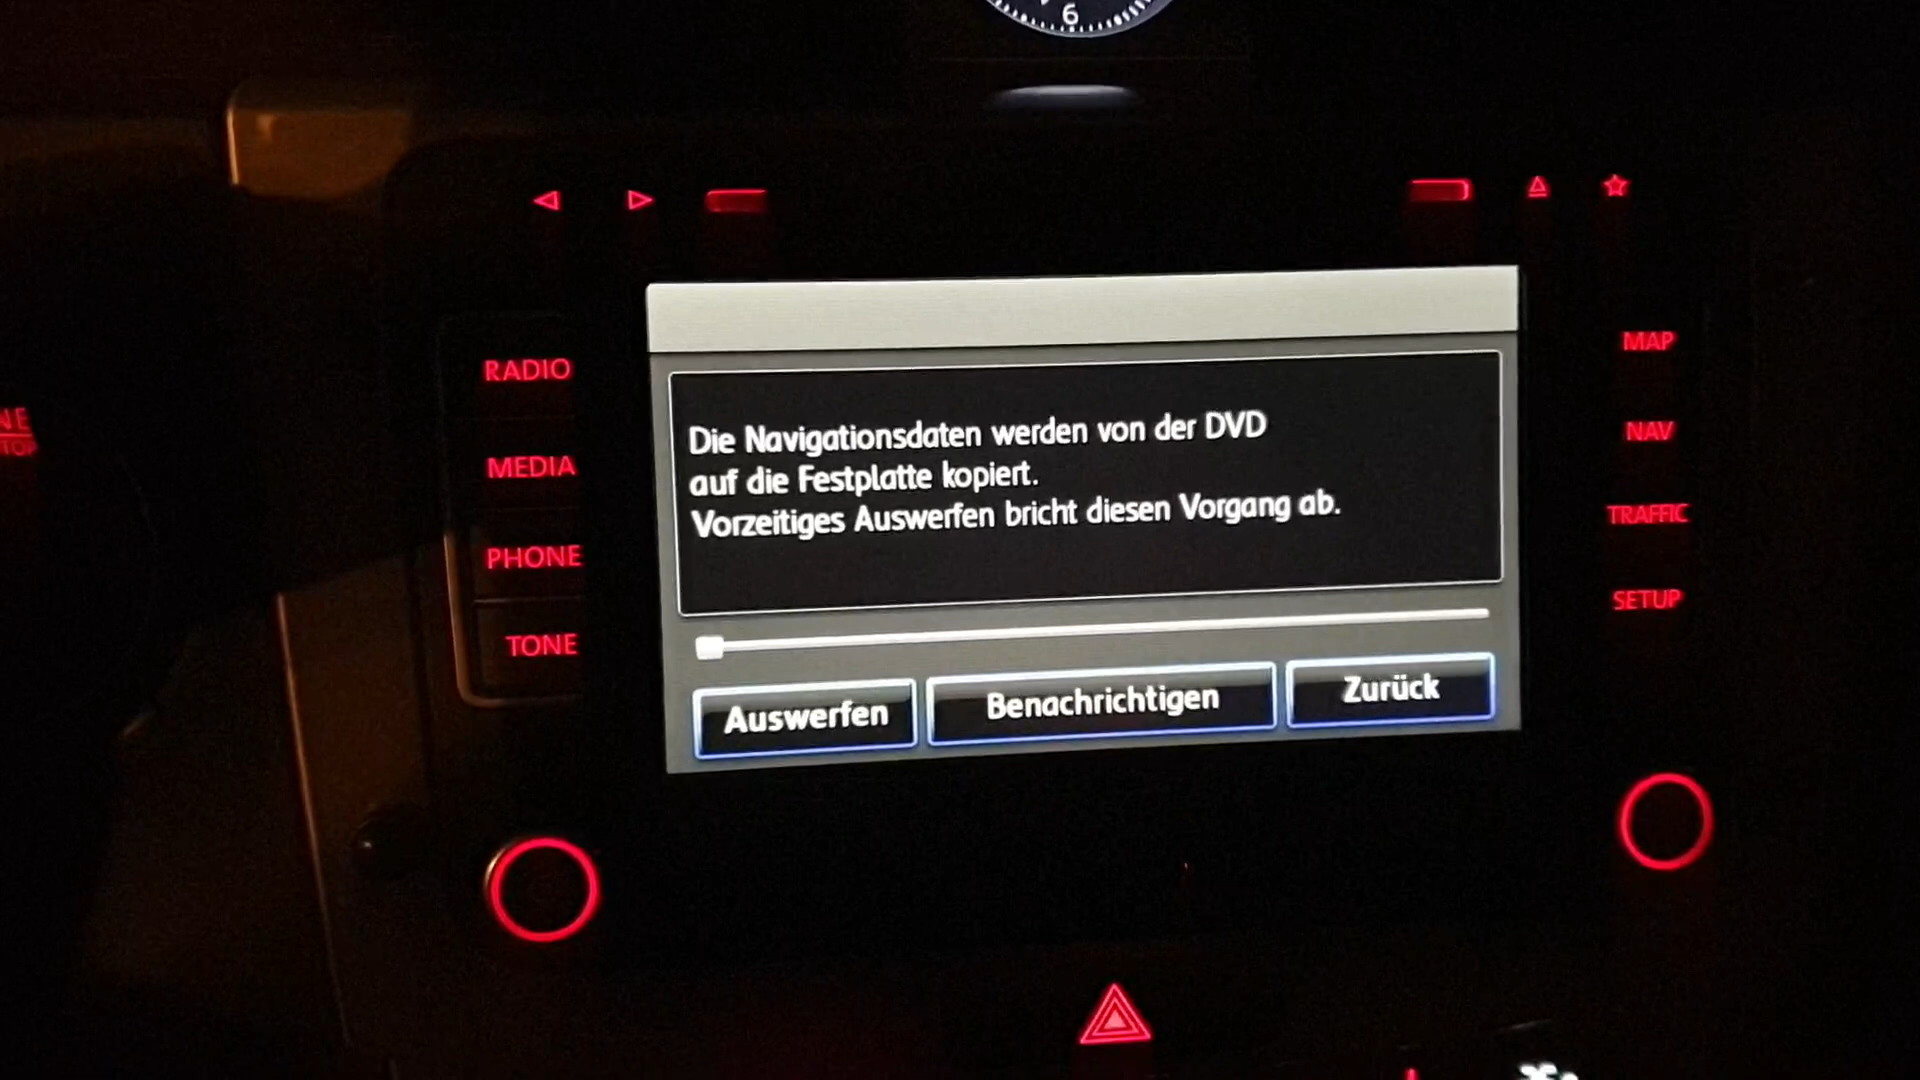 6
RADIO
MEDIA
PHONE
TONE
Die Navigationsdaten werden von der DVD
auf die Festplatte kopiert.
Vorzeitiges Auswerfen bricht diesen Vorgang ab.
Auswerfen Benachrichtigen Zurück
MAP
NAV
TRAFFIC
SETUP